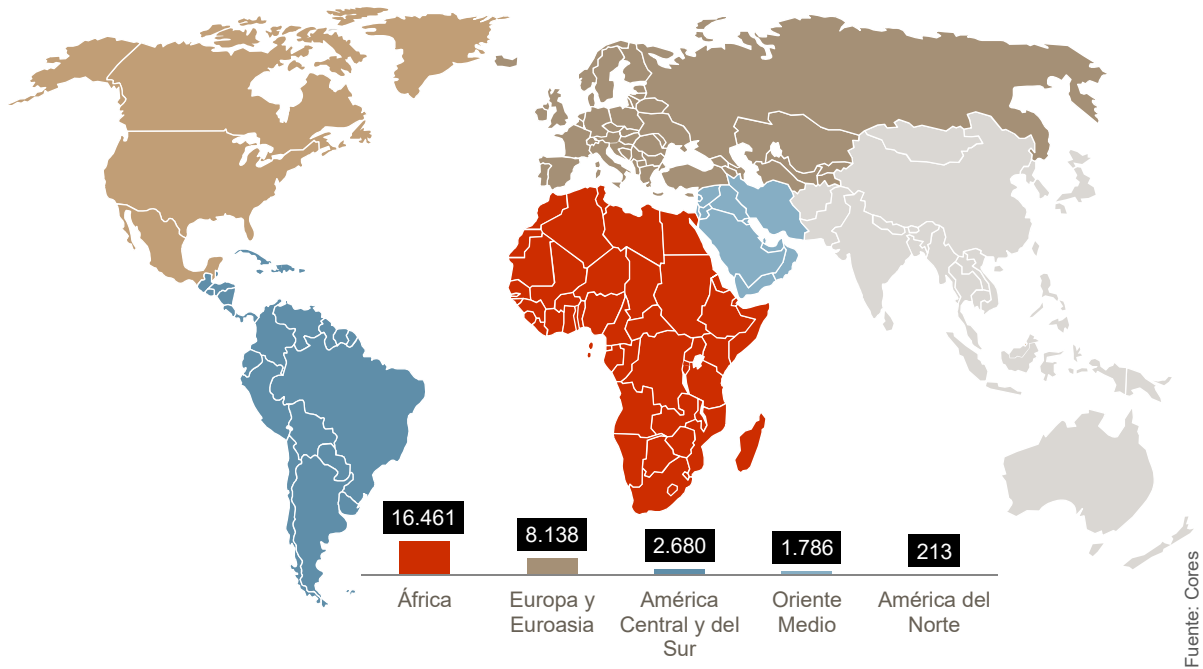 16.461
8.138
2.680
1.786
213
África
Europa y
Euroasia
América
Central y del
Sur
Oriente
Medio
América del
Norte
Fuente: Cores